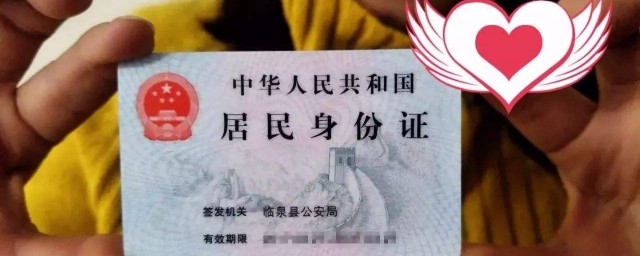 中华人民共和国
居民身份证
签发机关 临泉县公安局
有效期限